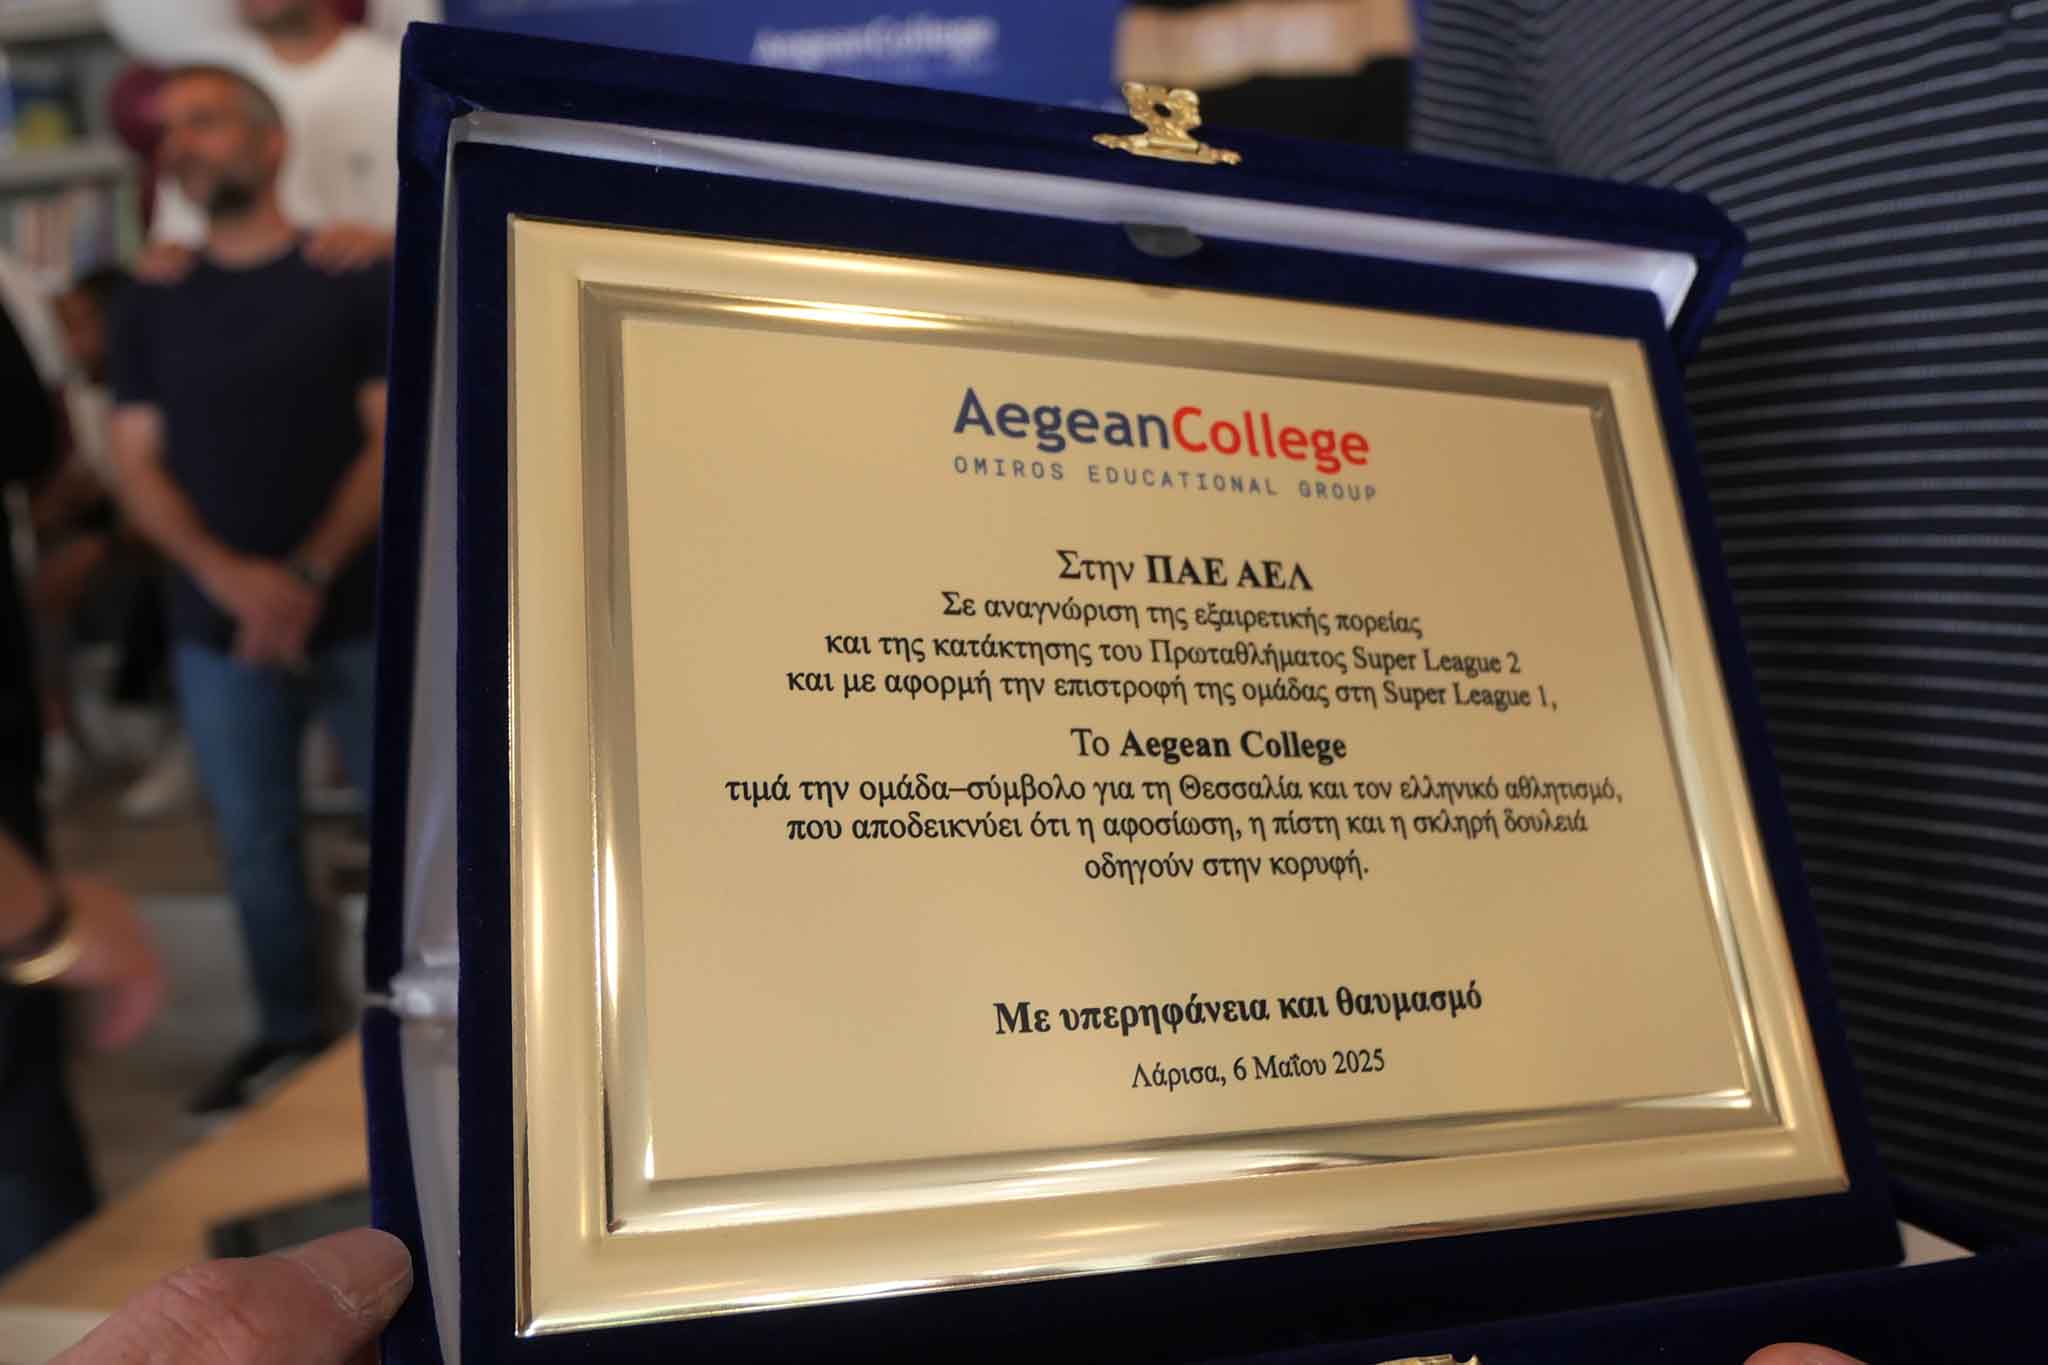 AegeanCollege
AegeanCollege
OMIROS EDUCATIONAL GROUP
Στην ΠΑΕ ΑΕΛ
Σε αναγνώριση της εξαιρετικής πορείας
και της κατάκτησης του Πρωταθλήματος Super League 2
και με αφορμή την επιστροφή της ομάδας στη Super League 1,
Το Aegean College
τιμά την ομάδα–σύμβολο για τη Θεσσαλία και τον ελληνικό αθλητισμό,
που αποδεικνύει ότι η αφοσίωση, η πίστη και η σκληρή δουλειά
οδηγούν στην κορυφή.
Με υπερηφάνεια και θαυμασμό
Λάρισα, 6 Μαΐου 2025